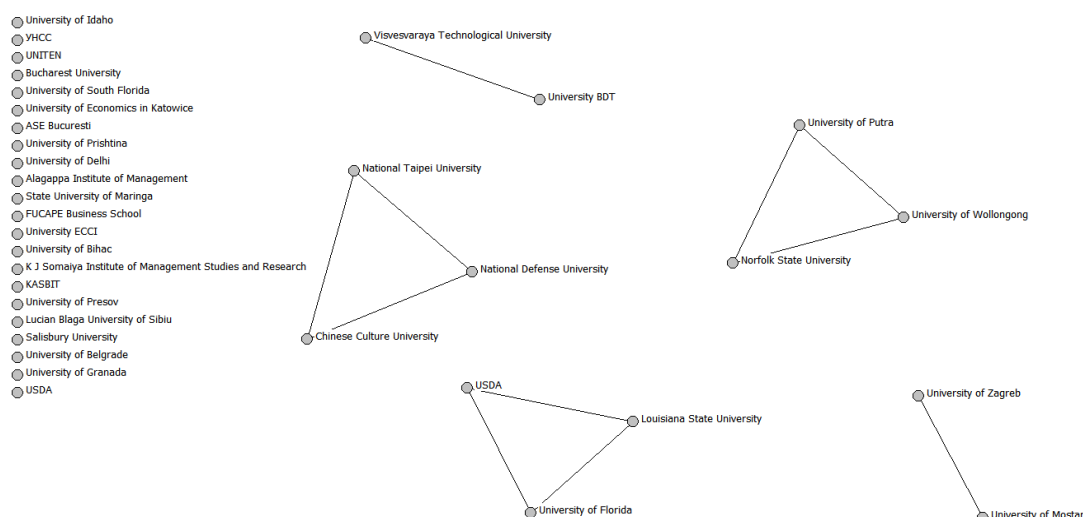 University of Idaho
УНСС
UNITEN
Bucharest University
University of South Florida
University of Economics in Katowice
ASE Bucuresti
University of Prishtina
University of Delhi
Alagappa Institute of Management
State University of Maringa
FUCAPE Business School
University ECCI
University of Bihac
K J Somaiya Institute of Management Studies and Research
KASBIT
University of Presov
Lucian Blaga University of Sibiu
Salisbury University
University of Belgrade
University of Granada
USDA
Visvesvaraya Technological University
University BDT
University of Putra
National Taipei University
University of Wollongong
Norfolk State University
National Defense University
Chinese Culture University
USDA
Louisiana State University
University of Zagreb
University of Florida
University of Mostar